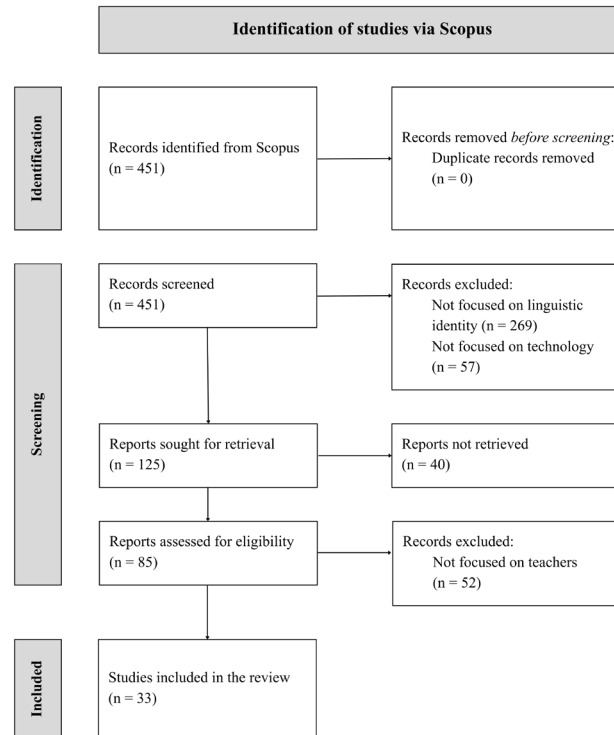 Identification of studies via Scopus
Identification
Records identified from Scopus
(n = 451)
Records removed before screening:
Duplicate records removed
(n = 0)
Screening
Records screened
(n = 451)
Records excluded:
Not focused on linguistic
identity (n = 269)
Not focused on technology
(n = 57)
Reports sought for retrieval
(n = 125)
Reports not retrieved
(n = 40)
Reports assessed for eligibility
(n = 85)
Records excluded:
Not focused on teachers
(n = 52)
Included
Studies included in the review
(n = 33)